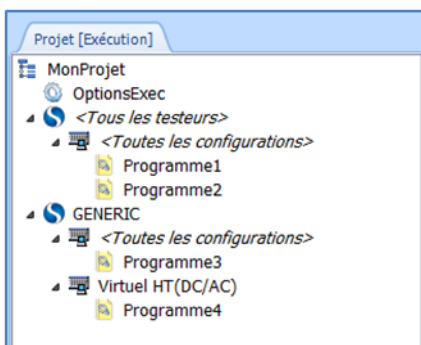 Projet [Exécution]
MonProjet
OptionsExec
<Tous les testeurs>
<Toutes les configurations>
Programme1
Programme2
GENERIC
<Toutes les configurations>
Programme3
Virtuel HT(DC/AC)
Programme4